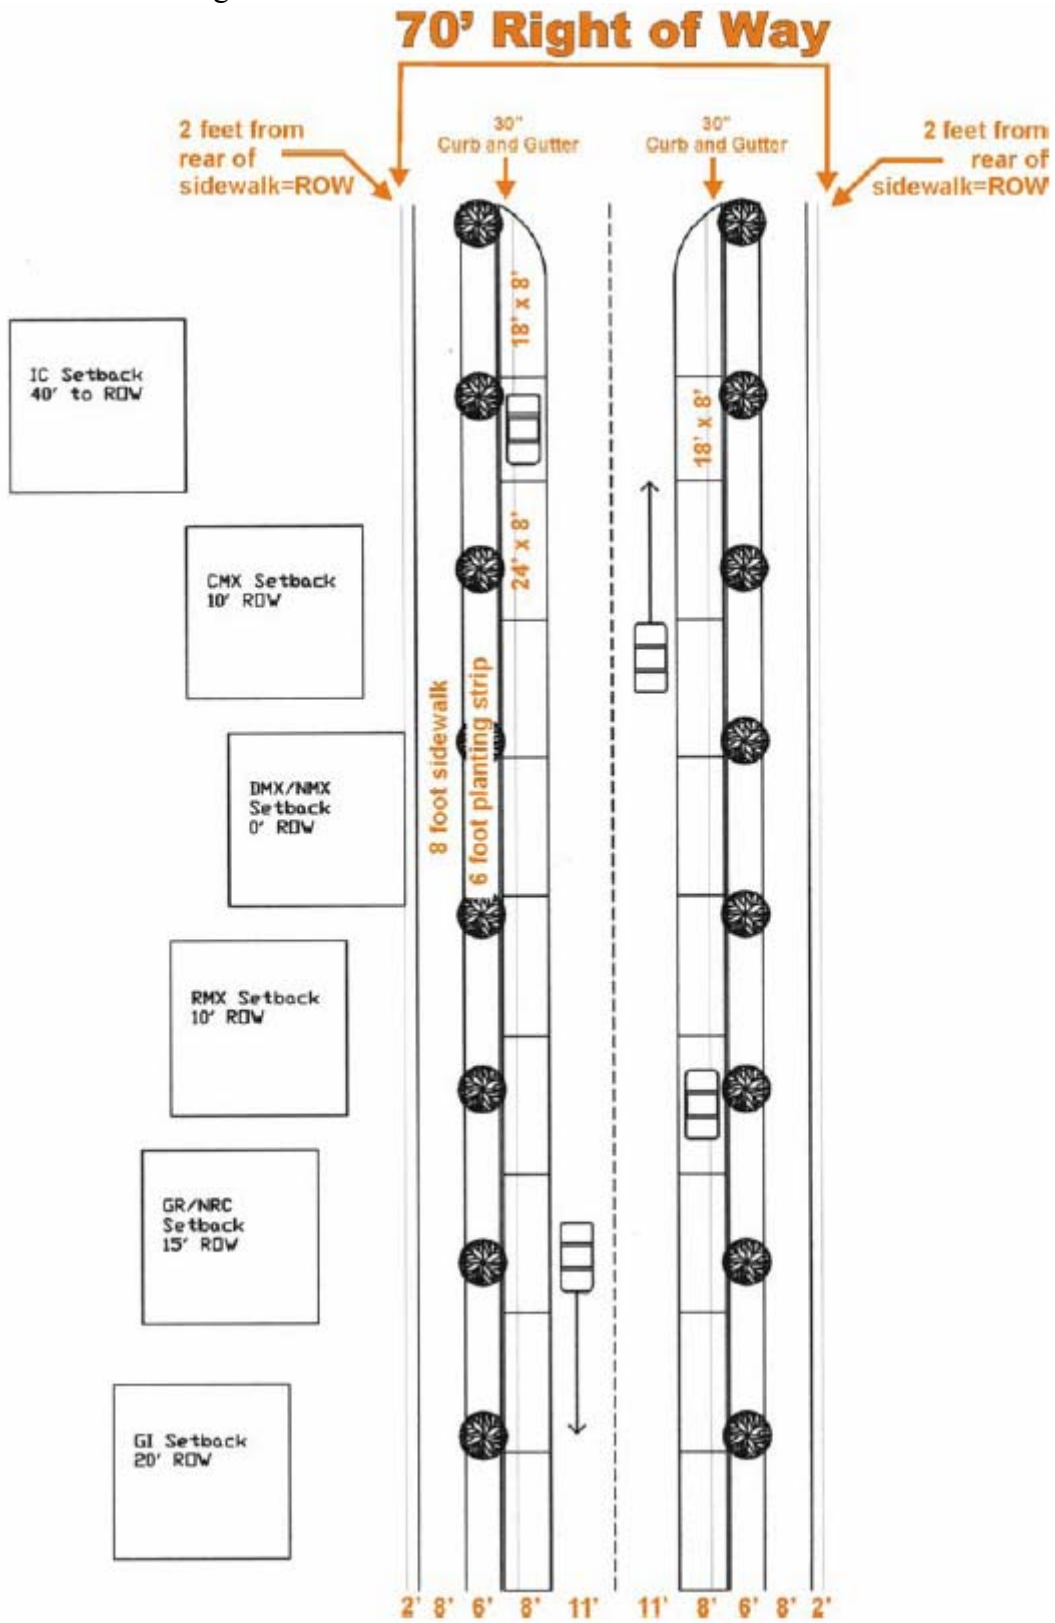 70' Right of Way
2 feet from
rear of
sidewalk=ROW
30"
Curb and Gutter
30"
Curb and Gutter
2 feet from
rear of
sidewalk=ROW
18' x 8'
IC Setback
40' to ROW
18' x 8'
24' x 8'
CMX Setback
10' ROW
8 foot sidewalk
6 foot planting strip
DMX/NMX
Setback
0' ROW
RMX Setback
10' ROW
GR/NRC
Setback
15' ROW
GI Setback
20' ROW
2' 8' 6' 8' 11' 11' 8' 6' 8' 2'